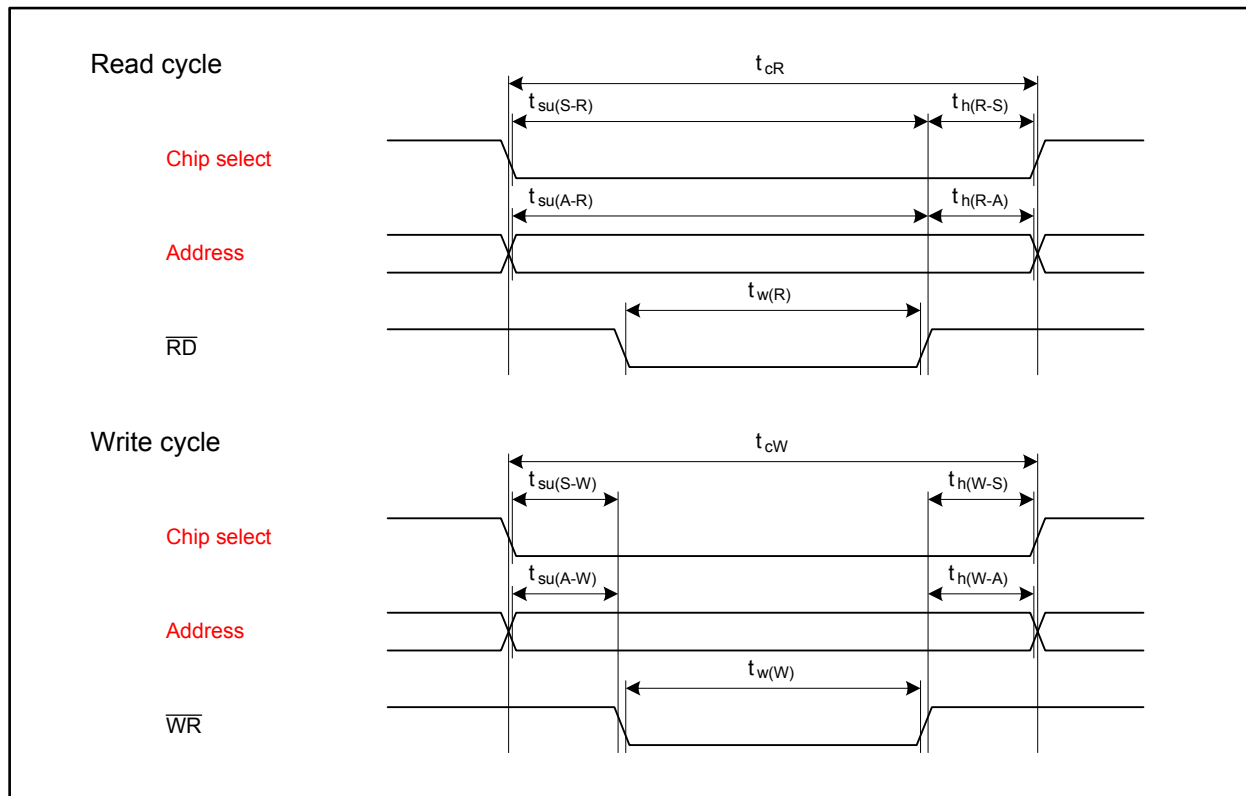 Read cycle
tcR
tsu(S-R) th(R-S)
Chip select
tsu(A-R) th(R-A)
Address
tw(R)
RD
Write cycle
tcW
tsu(S-W) th(W-S)
Chip select
tsu(A-W) th(W-A)
Address
tw(W)
WR